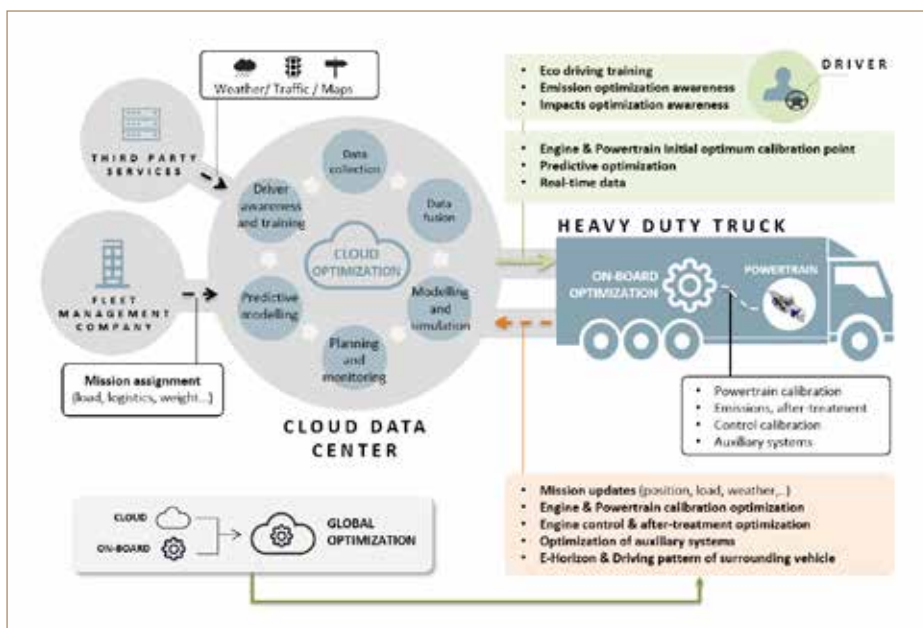 Weather/ Traffic / Maps
THIRD PARTY
SERVICES
FLEET
MANAGEMENT
COMPANY
Mission assignment
(load, logistics, weight...)
Data
collection
Data
fusion
Modelling
and
simulation
Planning
and
monitoring
Predictive
modelling
Driver
awareness
and training
CLOUD
OPTIMIZATION
CLOUD DATA
CENTER
DRIVER
• Eco driving training
• Emission optimization awareness
• Impacts optimization awareness
• Engine & Powertrain initial optimum calibration point
• Predictive optimization
• Real-time data
HEAVY DUTY TRUCK
ON-BOARD
OPTIMIZATION
POWERTRAIN
• Powertrain calibration
• Emissions, after-treatment
• Control calibration
• Auxiliary systems
• Mission updates (position, load, weather,..)
• Engine & Powertrain calibration optimization
• Engine control & after-treatment optimization
• Optimization of auxiliary systems
• E-Horizon & Driving pattern of surrounding vehicle
CLOUD
ON-BOARD
GLOBAL
OPTIMIZATION